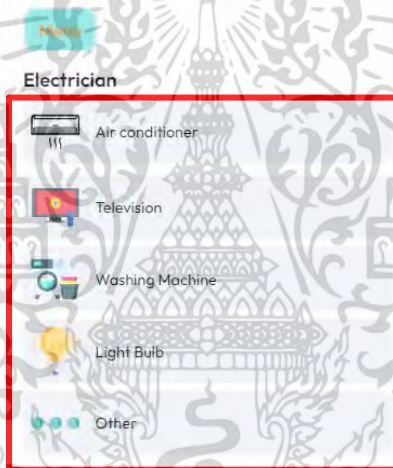 Menu
Electrician
Air conditioner
Television
Washing Machine
Light Bulb
Other